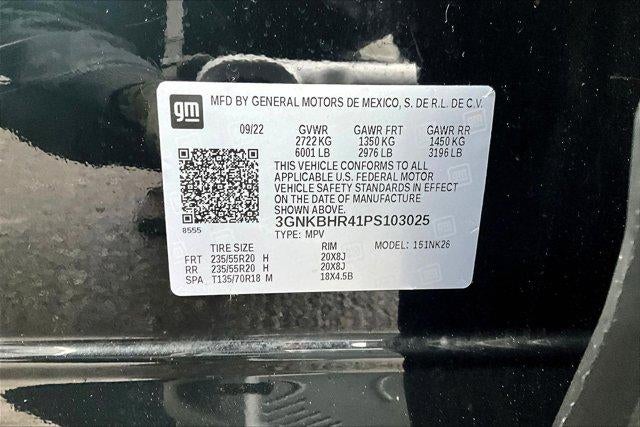 gm MFD BY GENERAL MOTORS DE MEXICO, S. DE R.L. DE C.V.
09/22 GVWR GAWR FRT GAWR RR
2722 KG 1350 KG 1450 KG
6001 LB 2976 LB 3196 LB
THIS VEHICLE CONFORMS TO ALL
APPLICABLE U.S. FEDERAL MOTOR
VEHICLE SAFETY STANDARDS IN EFFECT
ON THE DATE OF MANUFACTURE
SHOWN ABOVE.
3GNKBHR41PS103025
8555 TYPE: MPV MODEL: 151NK26
TIRE SIZE RIM
FRT 235/55R20 H 20X8J
RR 235/55R20 H 20X8J
SPA T135/70R18 M 18X4.5B